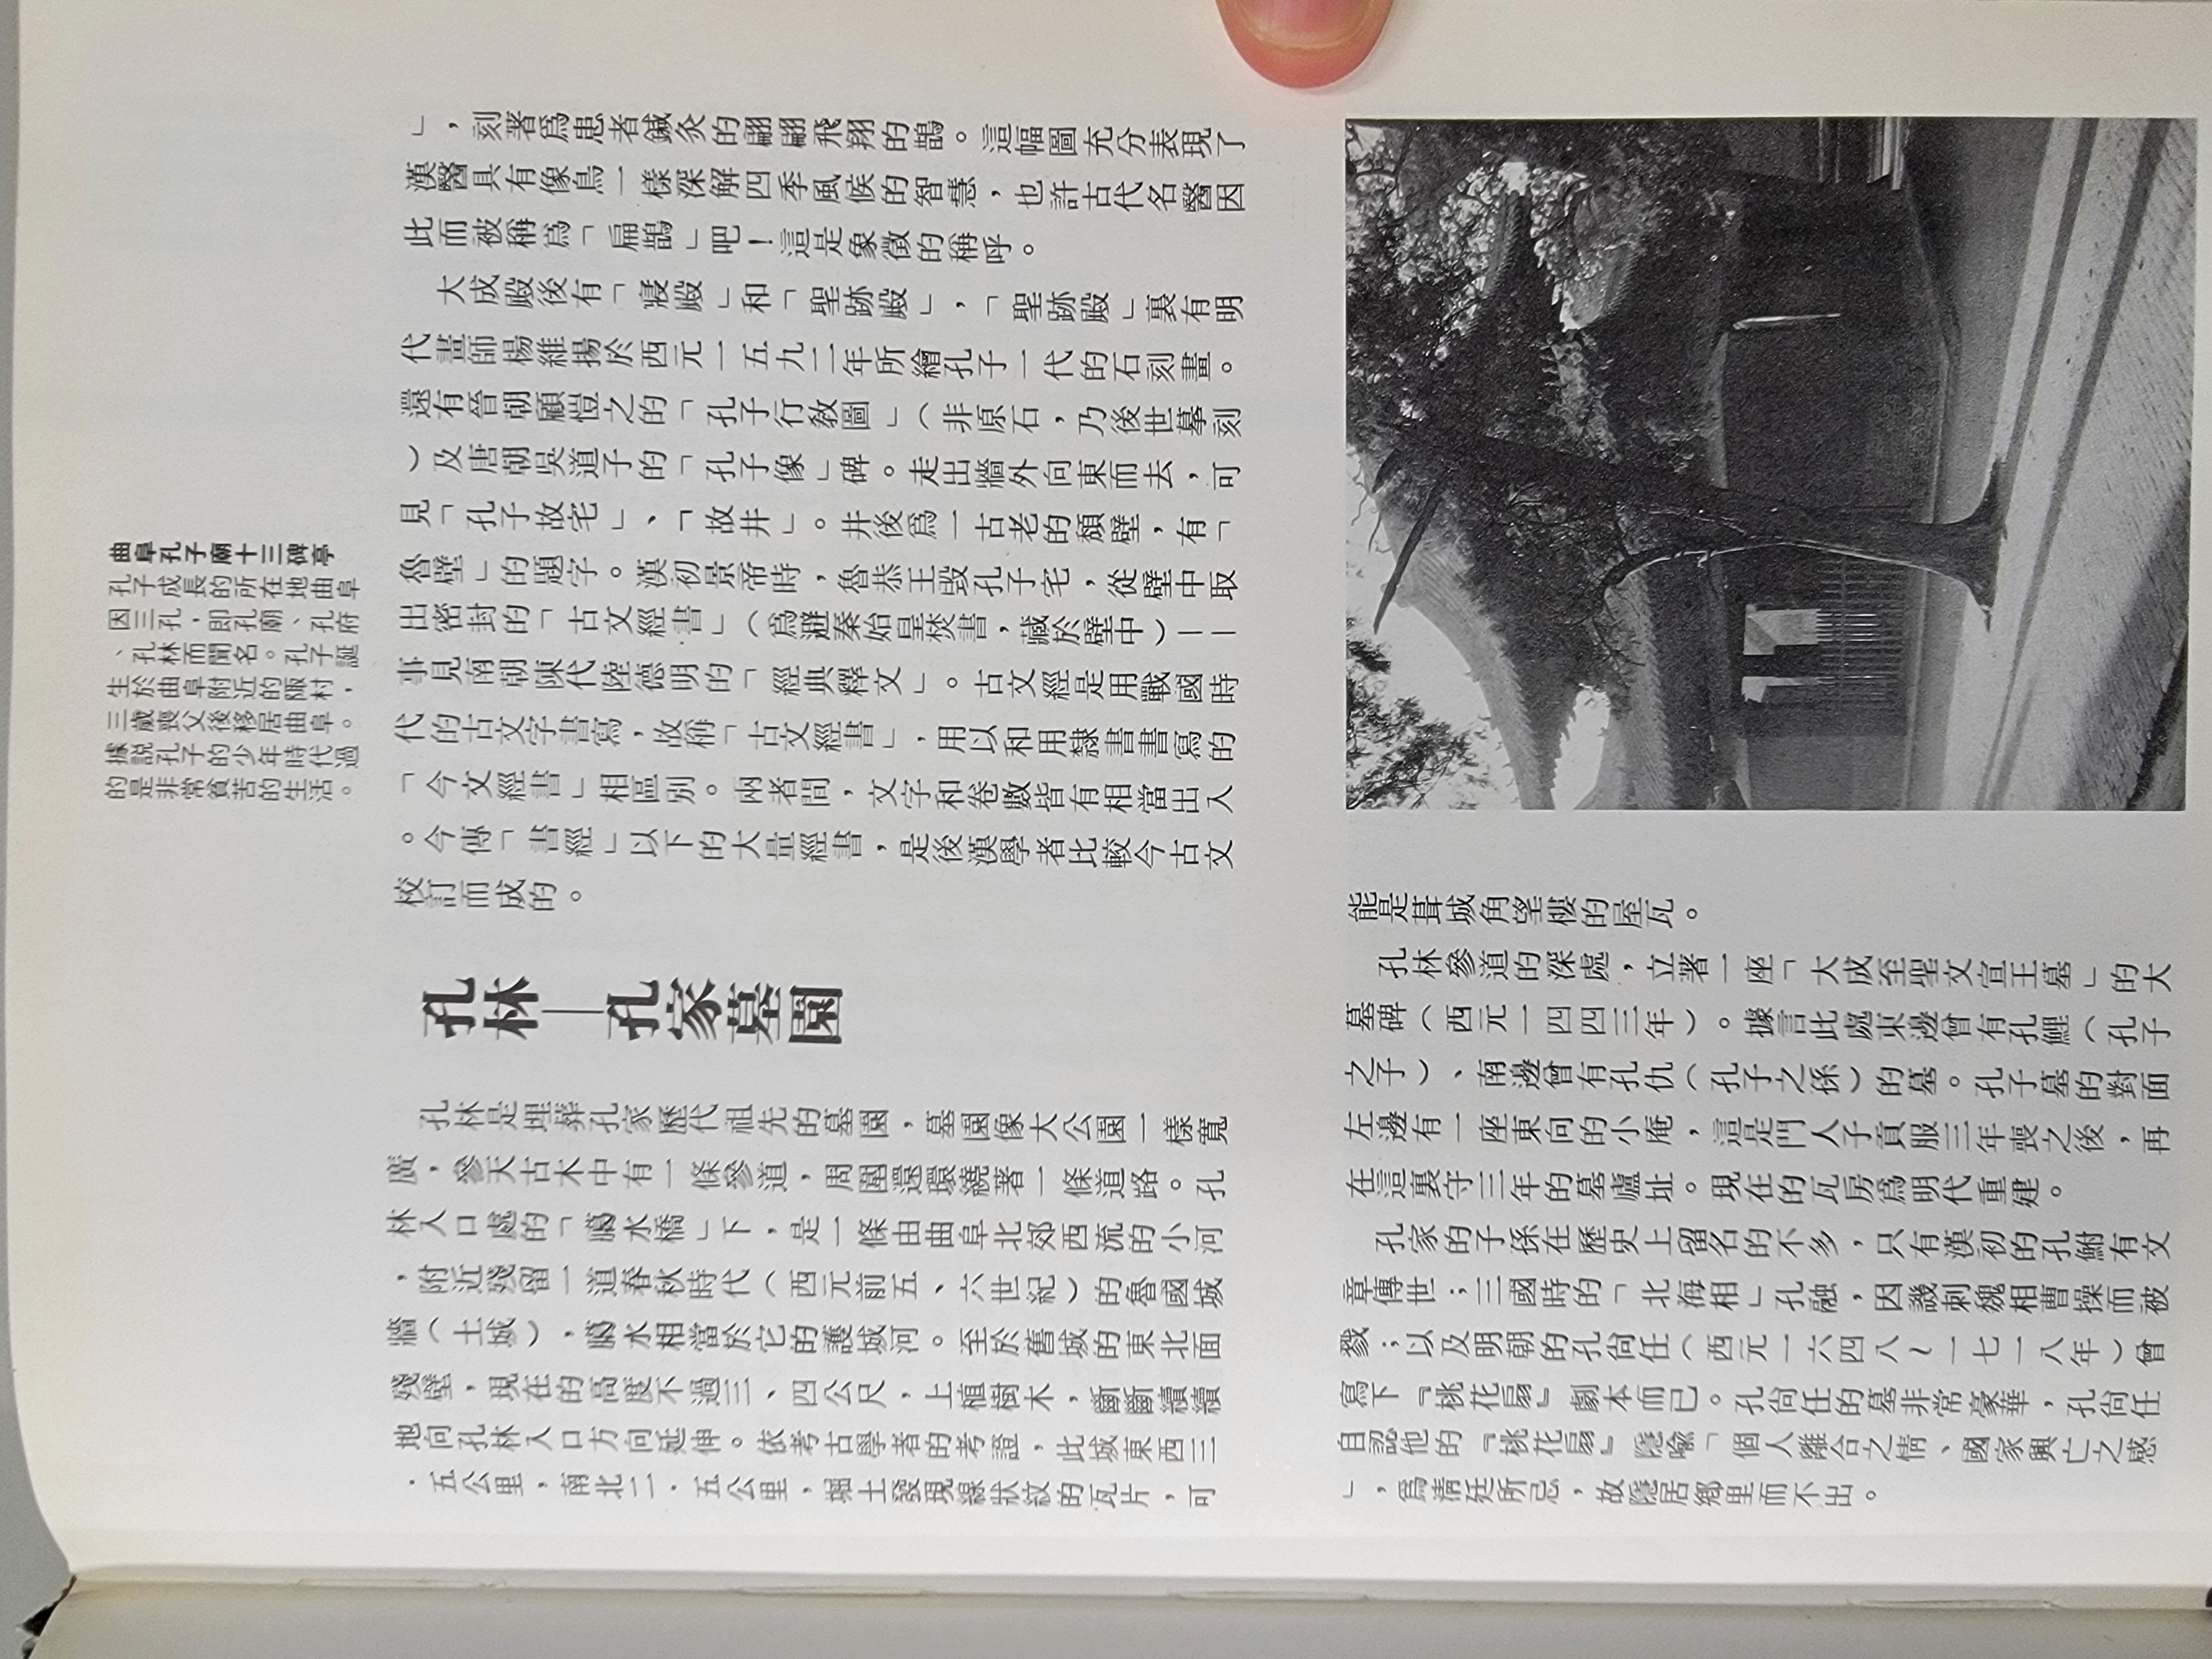 曲阜孔子廟十三碑亭
孔子成長的所在地曲阜
因三孔，即孔廟、孔府
、孔林而聞名。孔子誕
生於曲阜附近的陬村，
三歲喪父後移居曲阜。
據說孔子的少年時代過
的是非常貧苦的生活。
」，刻著爲患者鍼灸的翩翩飛翔的鵲。這幅圖充分表現了
漢醫具有像鳥一樣深解四季風候的智慧，也許古代名醫因
此而被稱爲「扁鵲」吧！這是象徵的稱呼。
大成殿後有「寢殿」和「聖跡殿」，「聖跡殿」裏有明
代畫師楊維揚於西元一五九二年所繪孔子一代的石刻畫。
還有晉朝顧愷之的「孔子行教圖」（非原石，乃後世摹刻
）及唐朝吳道子的「孔子像」碑。走出牆外向東而去，可
見「孔子故宅」、「故井」。井後爲一古老的頹壁，有「
魯壁」的題字。漢初景帝時，魯恭王毀孔子宅，從壁中取
出密封的「古文經書」（爲避秦始皇焚書，藏於壁中）——
事見南朝陳代陸德明的「經典釋文」。古文經是用戰國時
代的古文字書寫，故稱「古文經書」，用以和用隸書書寫的
「今文經書」相區別。兩者間，文字和卷數皆有相當出入
。今傳「書經」以下的大量經書，是後漢學者比較今古文
校訂而成的。
孔林—孔家墓園
孔林是埋葬孔家歷代祖先的墓園，墓園像大公園一樣寬
廣，參天古木中有一條參道，周圍還環繞著一條道路。孔
林入口處的「臈水橋」下，是一條由曲阜北郊西流的小河
，附近殘留一道春秋時代（西元前五、六世紀）的魯國城
牆（土城），臈水相當於它的護城河。至於舊城的東北面
殘壁，現在的高度不過三、四公尺，上植樹木，斷斷續續
地向孔林入口方向延伸。依考古學者的考證，此城東西三
．五公里，南北二．五公里，堀土發現線狀紋的瓦片，可
能是葺城角望樓的屋瓦。
孔林參道的深處，立著一座「大成至聖文宣王墓」的大
墓碑（西元一四四三年）。據言此處東邊曾有孔鯉（孔子
之子）、南邊曾有孔仇（孔子之孫）的墓。孔子墓的對面
左邊有一座東向的小庵，這是門人子貢服三年喪之後，再
在這裏守三年的墓廬址。現在的瓦房爲明代重建。
孔家的子孫在歷史上留名的不多，只有漢初的孔鮒有文
章傳世；三國時的「北海相」孔融，因譏刺魏相曹操而被
戮；以及明朝的孔尚任（西元一六四八～一七一八年）曾
寫下『桃花扇』劇本而已。孔尚任的墓非常豪華，孔尚任
自認他的『桃花扇』隱喻「個人離合之情、國家興亡之感
」，爲清廷所忌，故隱居鄉里而不出。